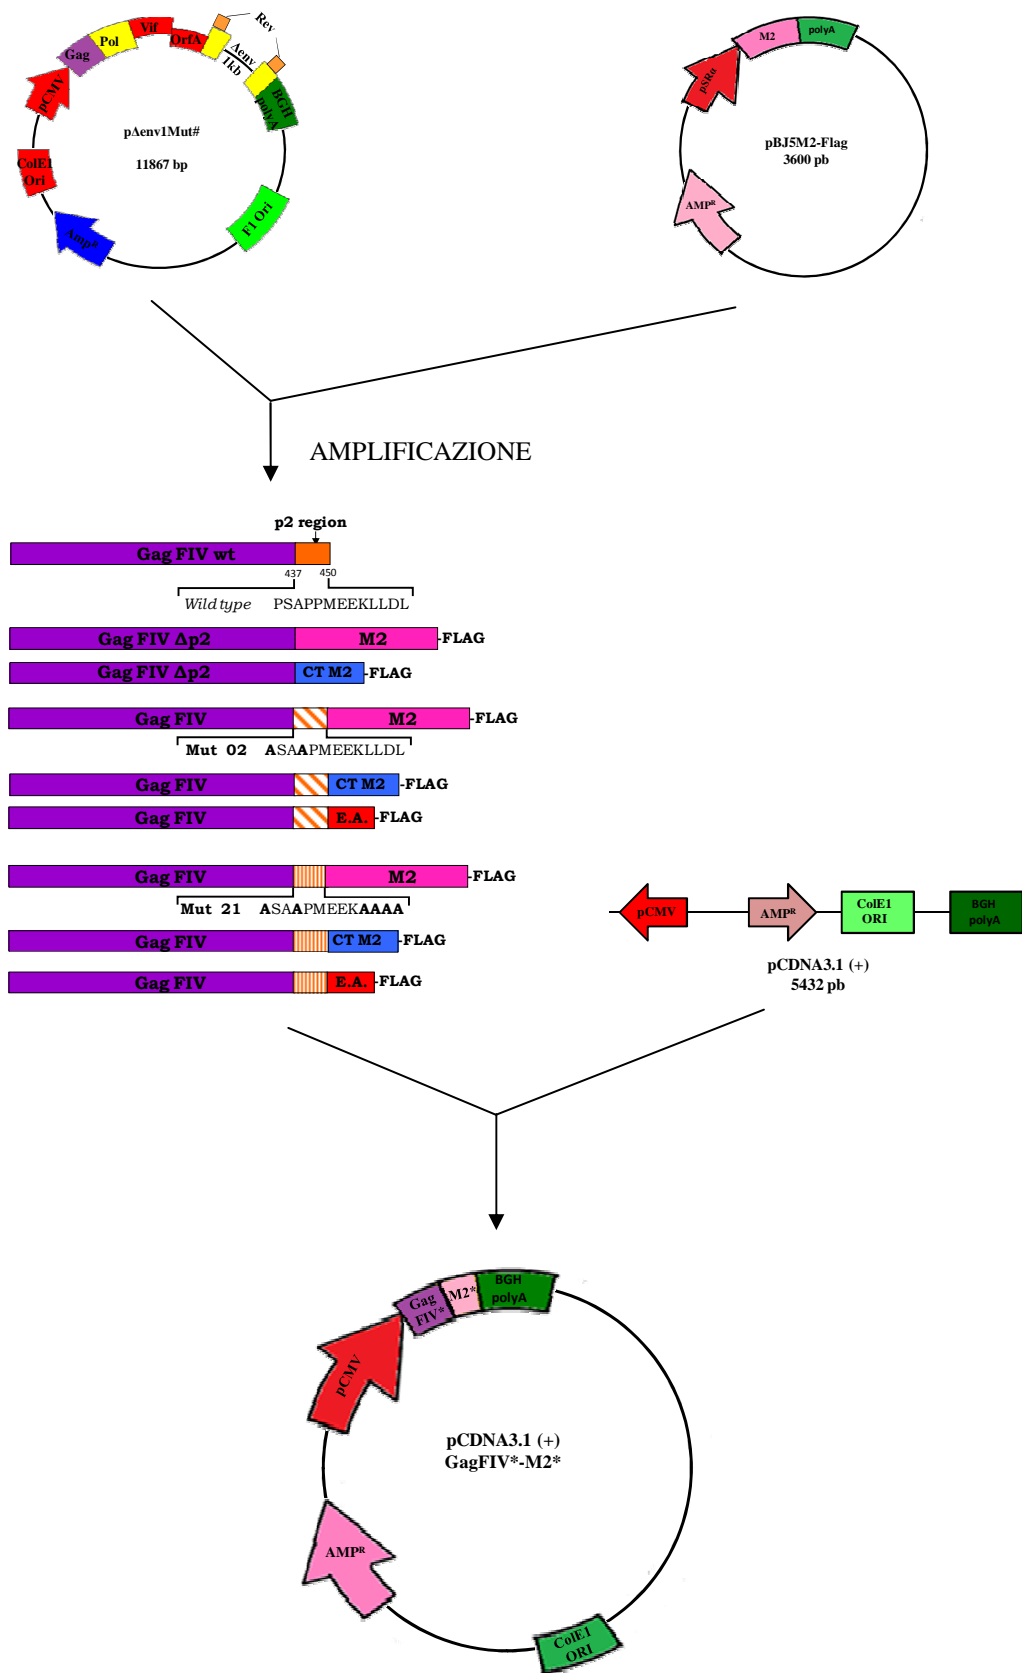 Gag
Pol
Vif
OrfA
Rev
Δenv
1kb
BGH
polyA
pCMV
ColE1
Ori
Ampᴿ
F1 Ori
pΔenv1Mut#
11867 bp
M2
polyA
pSRα
AMPᴿ
pBJ5M2-Flag
3600 pb
AMPLIFICAZIONE
p2 region
Gag FIV wt
437 450
Wild type PSAPPMEEKLLDL
Gag FIV Δp2 M2 -FLAG
Gag FIV Δp2 CT M2 -FLAG
Gag FIV M2 -FLAG
Mut 02 ASAAPMEEKLLDL
Gag FIV CT M2 -FLAG
Gag FIV E.A. -FLAG
Gag FIV M2 -FLAG
Mut 21 ASAAPMEEKAAAA
Gag FIV CT M2 -FLAG
Gag FIV E.A. -FLAG
pCMV
AMPᴿ
ColE1
ORI
BGH
polyA
pCDNA3.1 (+)
5432 pb
Gag
FIV*
M2*
BGH
polyA
pCMV
pCDNA3.1 (+)
GagFIV*-M2*
AMPᴿ
ColE1
ORI